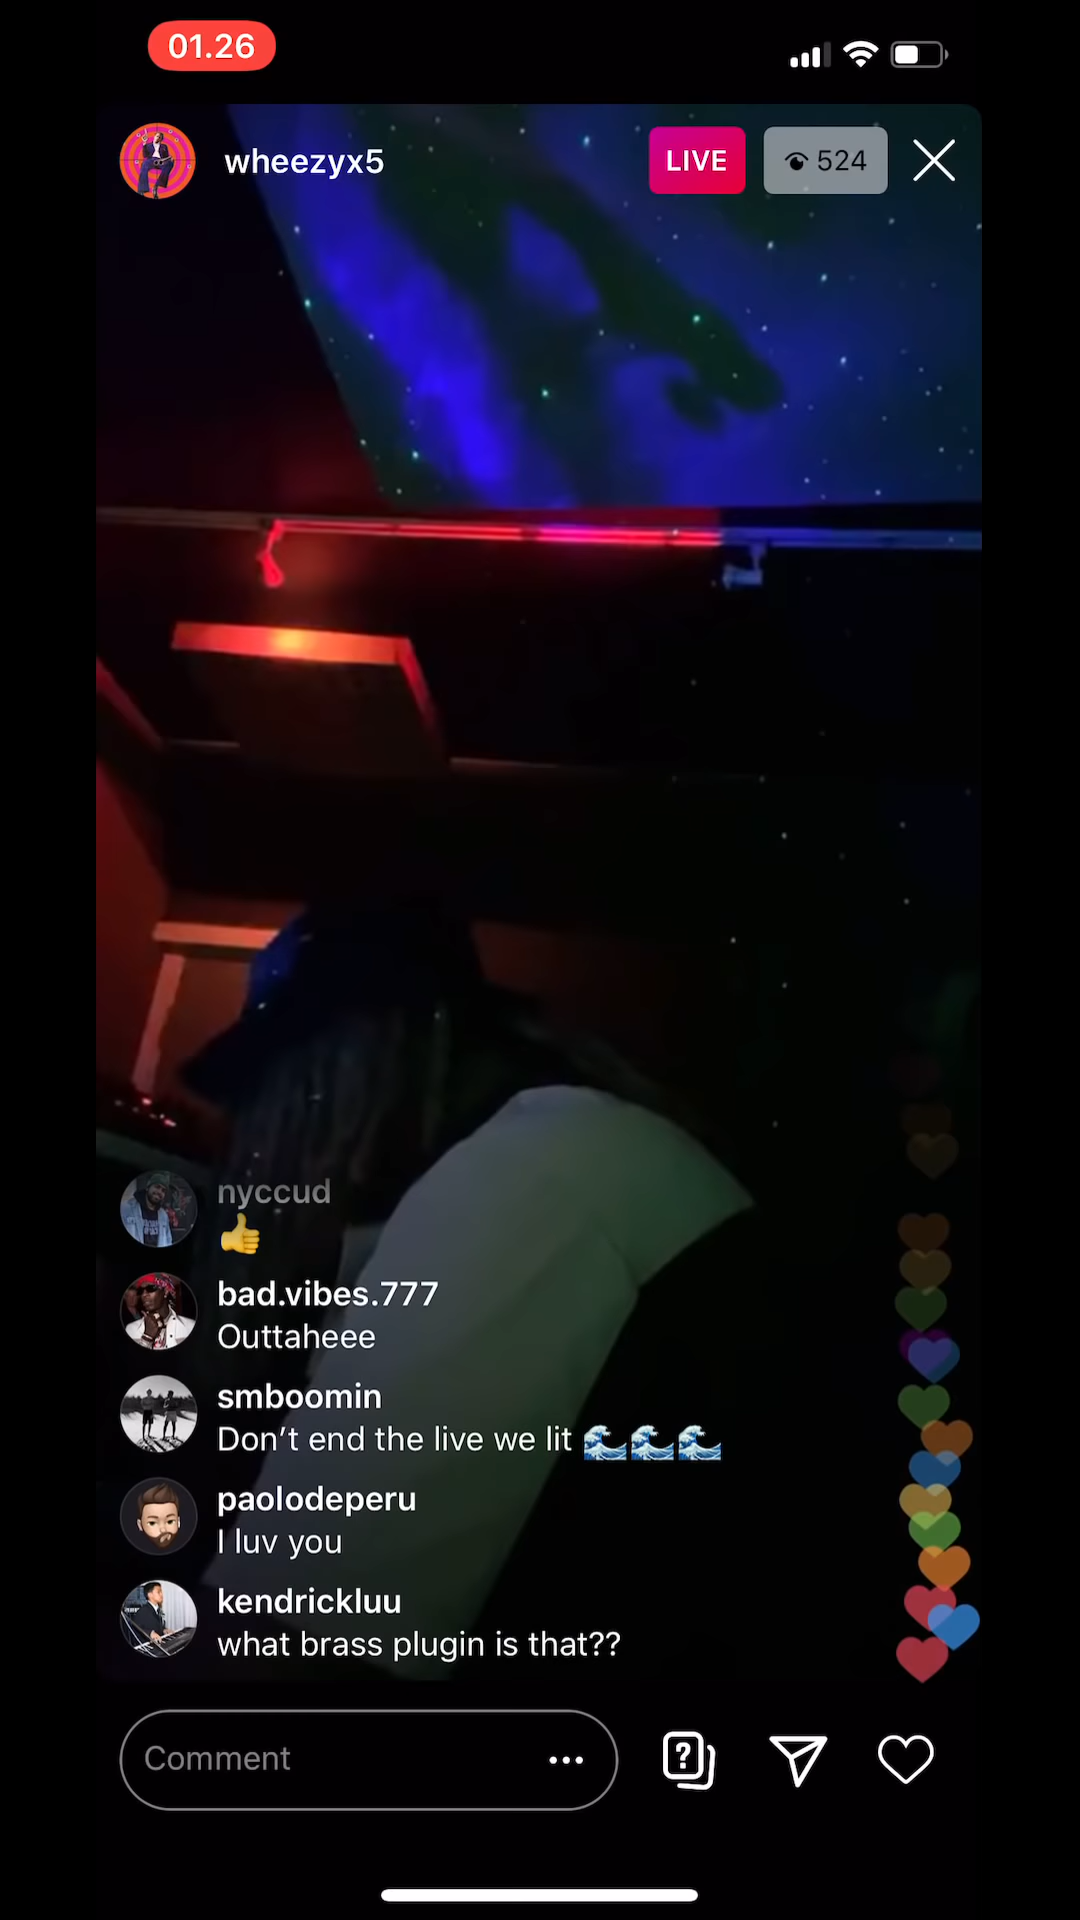 01.26
wheezyx5
LIVE
524
nyccud
👍
bad.vibes.777
Outtaheee
smboomin
Don’t end the live we lit 🌊🌊🌊
paolodeperu
I luv you
kendrickluu
what brass plugin is that??
Comment